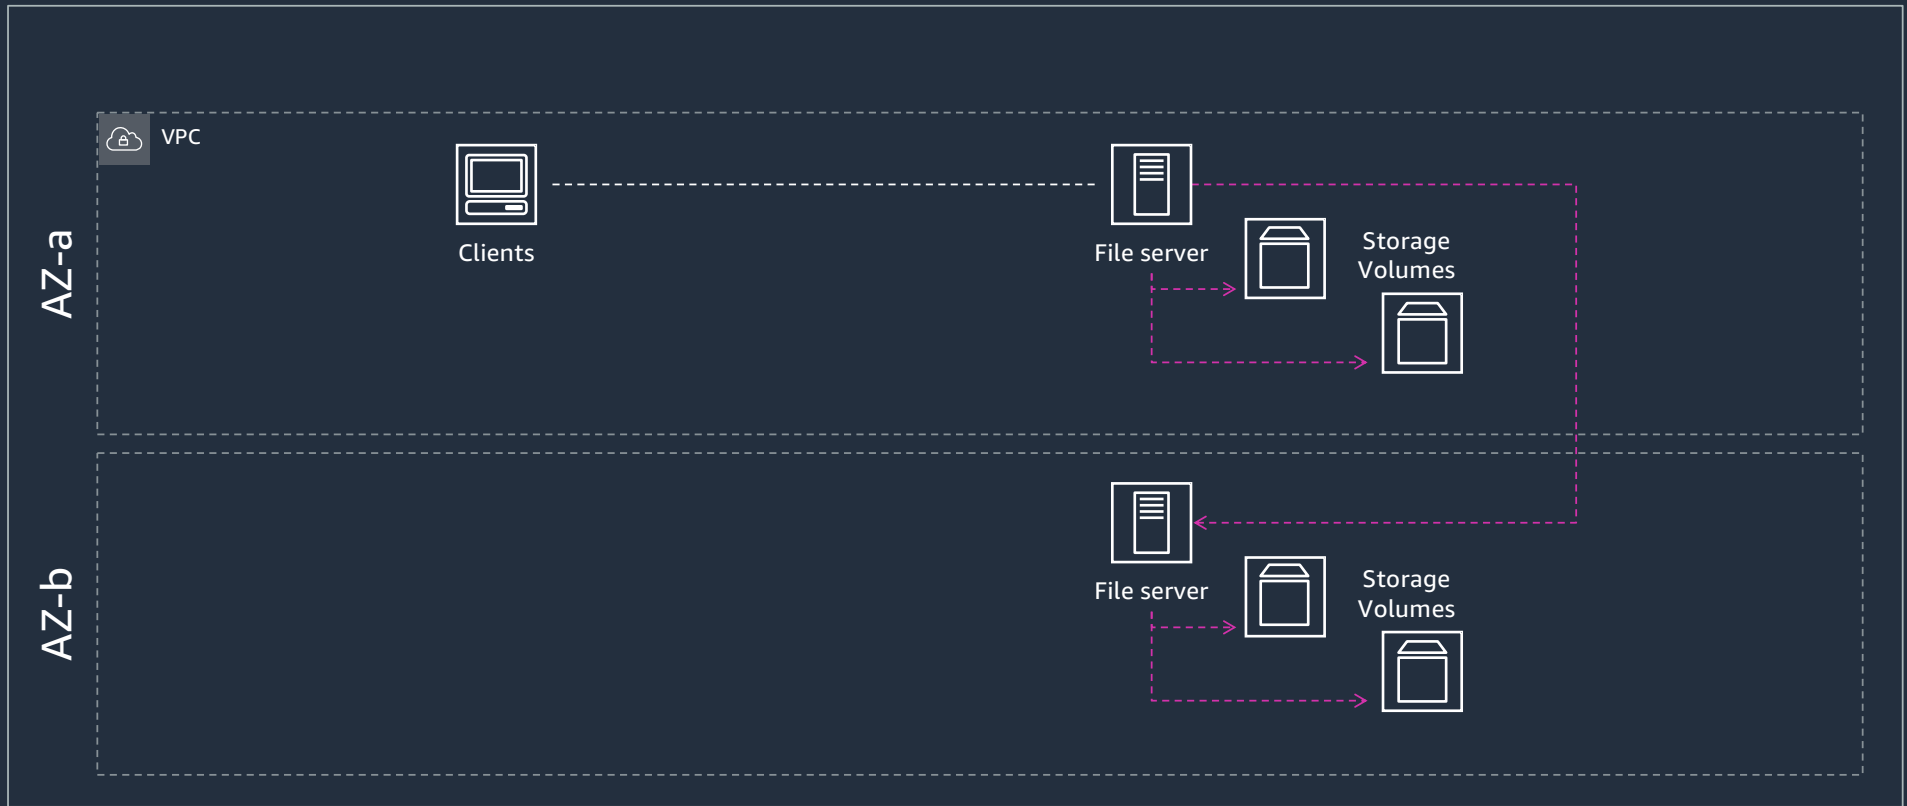 VPC
AZ-a
Clients
File server
Storage
Volumes
AZ-b
File server
Storage
Volumes